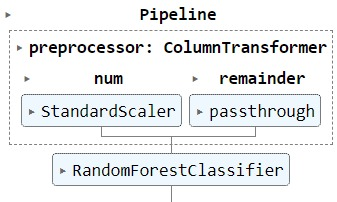 Pipeline
preprocessor: ColumnTransformer
num remainder
StandardScaler passthrough
RandomForestClassifier